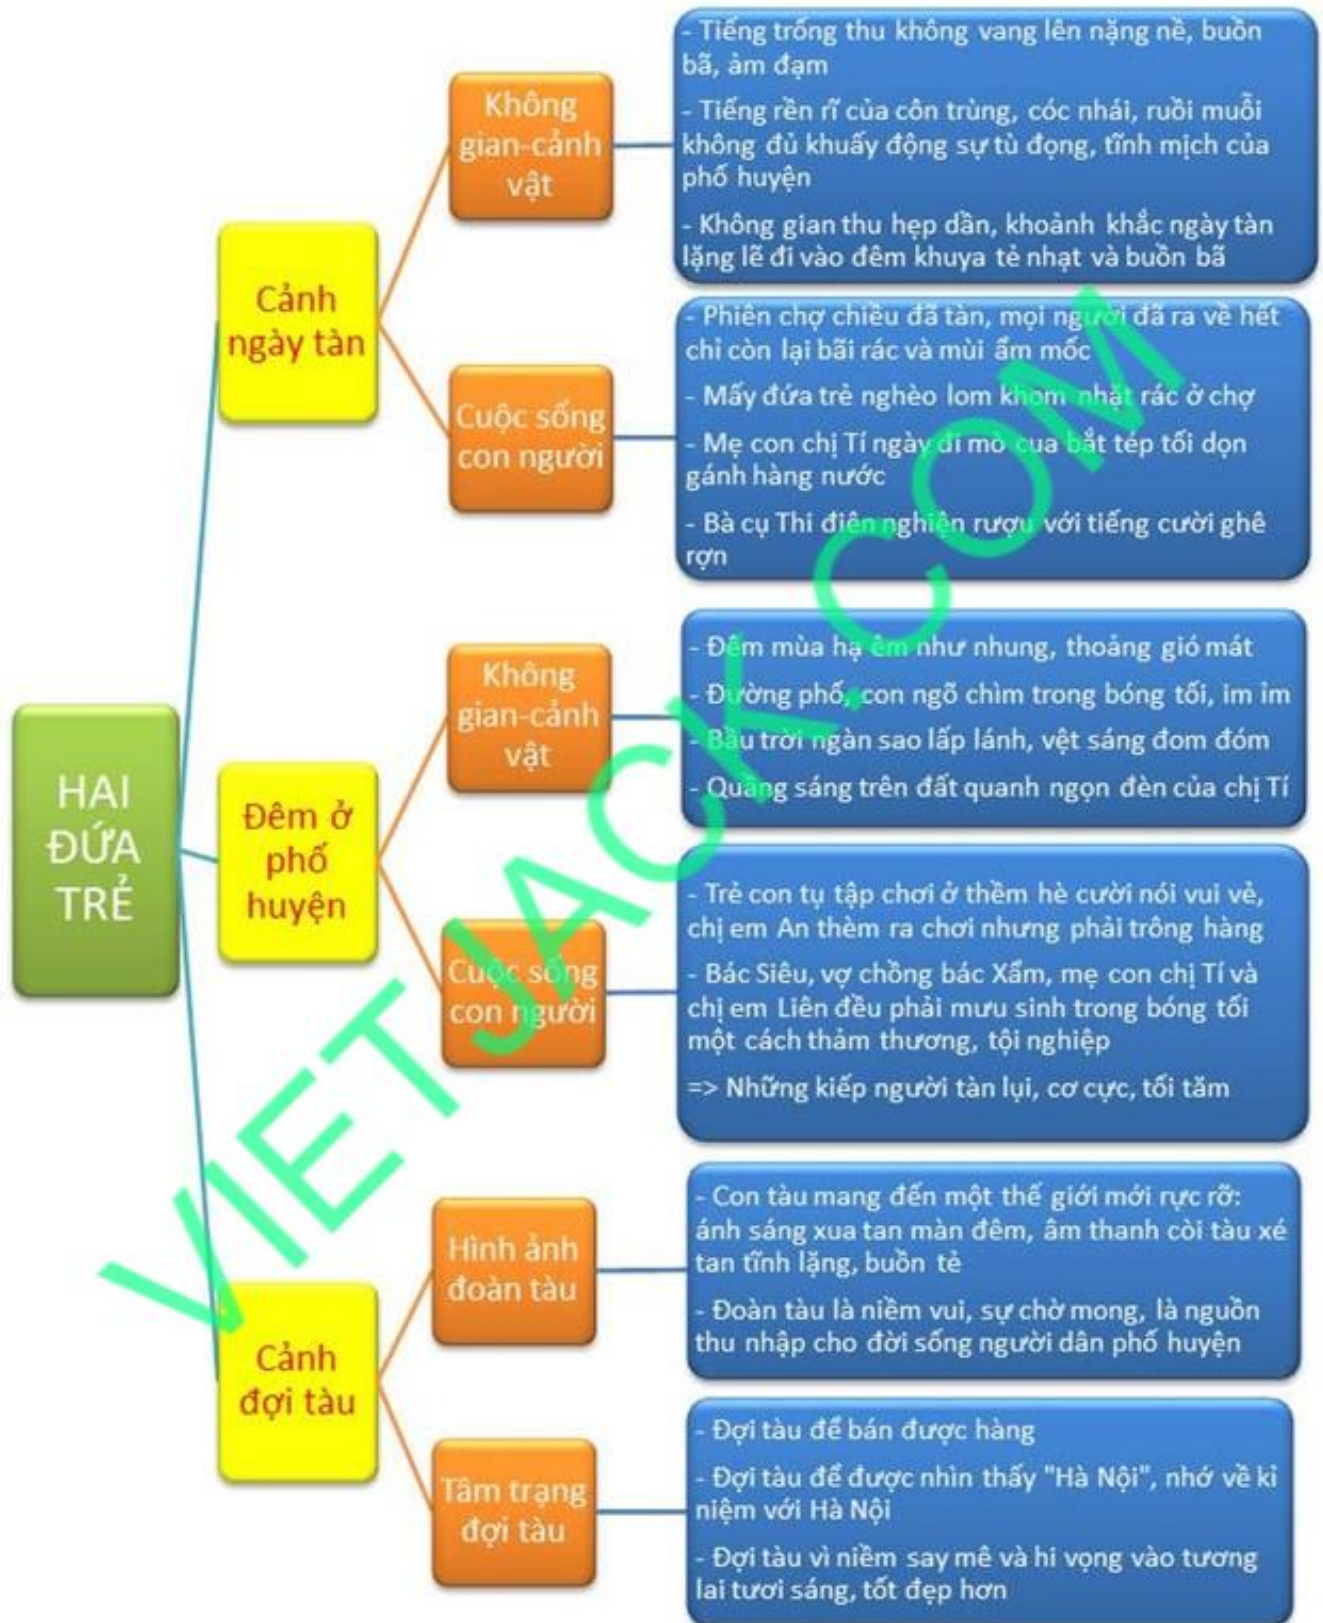 HAI
ĐỨA
TRẺ
Cảnh
ngày tàn
Không
gian-cảnh
vật
- Tiếng trống thu không vang lên nặng nề, buồn
bã, àm đạm
- Tiếng rền rĩ của côn trùng, cóc nhái, ruồi muỗi
không đủ khuấy động sự tù đọng, tĩnh mịch của
phố huyện
- Không gian thu hẹp dần, khoảnh khắc ngày tàn
lặng lẽ đi vào đêm khuya tẻ nhạt và buồn bã
Cuộc sống
con người
- Phiên chợ chiều đã tàn, mọi người đã ra về hết
chỉ còn lại bãi rác và mùi ẩm mốc
- Mấy đứa trẻ nghèo lom khom nhặt rác ở chợ
- Mẹ con chị Tí ngày đi mò cua bắt tép tối dọn
gánh hàng nước
- Bà cụ Thi điên nghiện rượu với tiếng cười ghê
rợn
Đêm ở
phố
huyện
Không
gian-cảnh
vật
- Đêm mùa hạ êm như nhung, thoảng gió mát
- Đường phố, con ngõ chìm trong bóng tối, im ỉm
- Bầu trời ngàn sao lấp lánh, vệt sáng đom đóm
- Quầng sáng trên đất quanh ngọn đèn của chị Tí
Cuộc sống
con người
- Trẻ con tụ tập chơi ở thềm hè cười nói vui vẻ,
chị em An thèm ra chơi nhưng phải trông hàng
- Bác Siêu, vợ chồng bác Xẩm, mẹ con chị Tí và
chị em Liên đều phải mưu sinh trong bóng tối
một cách thảm thương, tội nghiệp
=> Những kiếp người tàn lụi, cơ cực, tối tăm
Cảnh
đợi tàu
Hình ảnh
đoàn tàu
- Con tàu mang đến một thế giới mới rực rỡ:
ánh sáng xua tan màn đêm, âm thanh còi tàu xé
tan tĩnh lặng, buồn tẻ
- Đoàn tàu là niềm vui, sự chờ mong, là nguồn
thu nhập cho đời sống người dân phố huyện
Tâm trạng
đợi tàu
- Đợi tàu để bán được hàng
- Đợi tàu để được nhìn thấy "Hà Nội", nhớ về kỉ
niệm với Hà Nội
- Đợi tàu vì niềm say mê và hi vọng vào tương
lai tươi sáng, tốt đẹp hơn
VIETJACK.COM